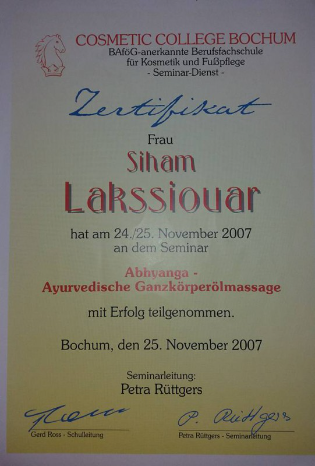 COSMETIC COLLEGE BOCHUM
BAföG-anerkannte Berufsfachschule
für Kosmetik und Fußpflege
- Seminar-Dienst -
Zertifikat
Frau
Siham
Lakssiouar
hat am 24./25. November 2007
an dem Seminar
Abhyanga -
Ayurvedische Ganzkörperölmassage
mit Erfolg teilgenommen.
Bochum, den 25. November 2007
Seminarleitung:
Petra Rüttgers
P. Rüttgers
Gerd Ross - Schulleitung
Petra Rüttgers - Seminarleitung